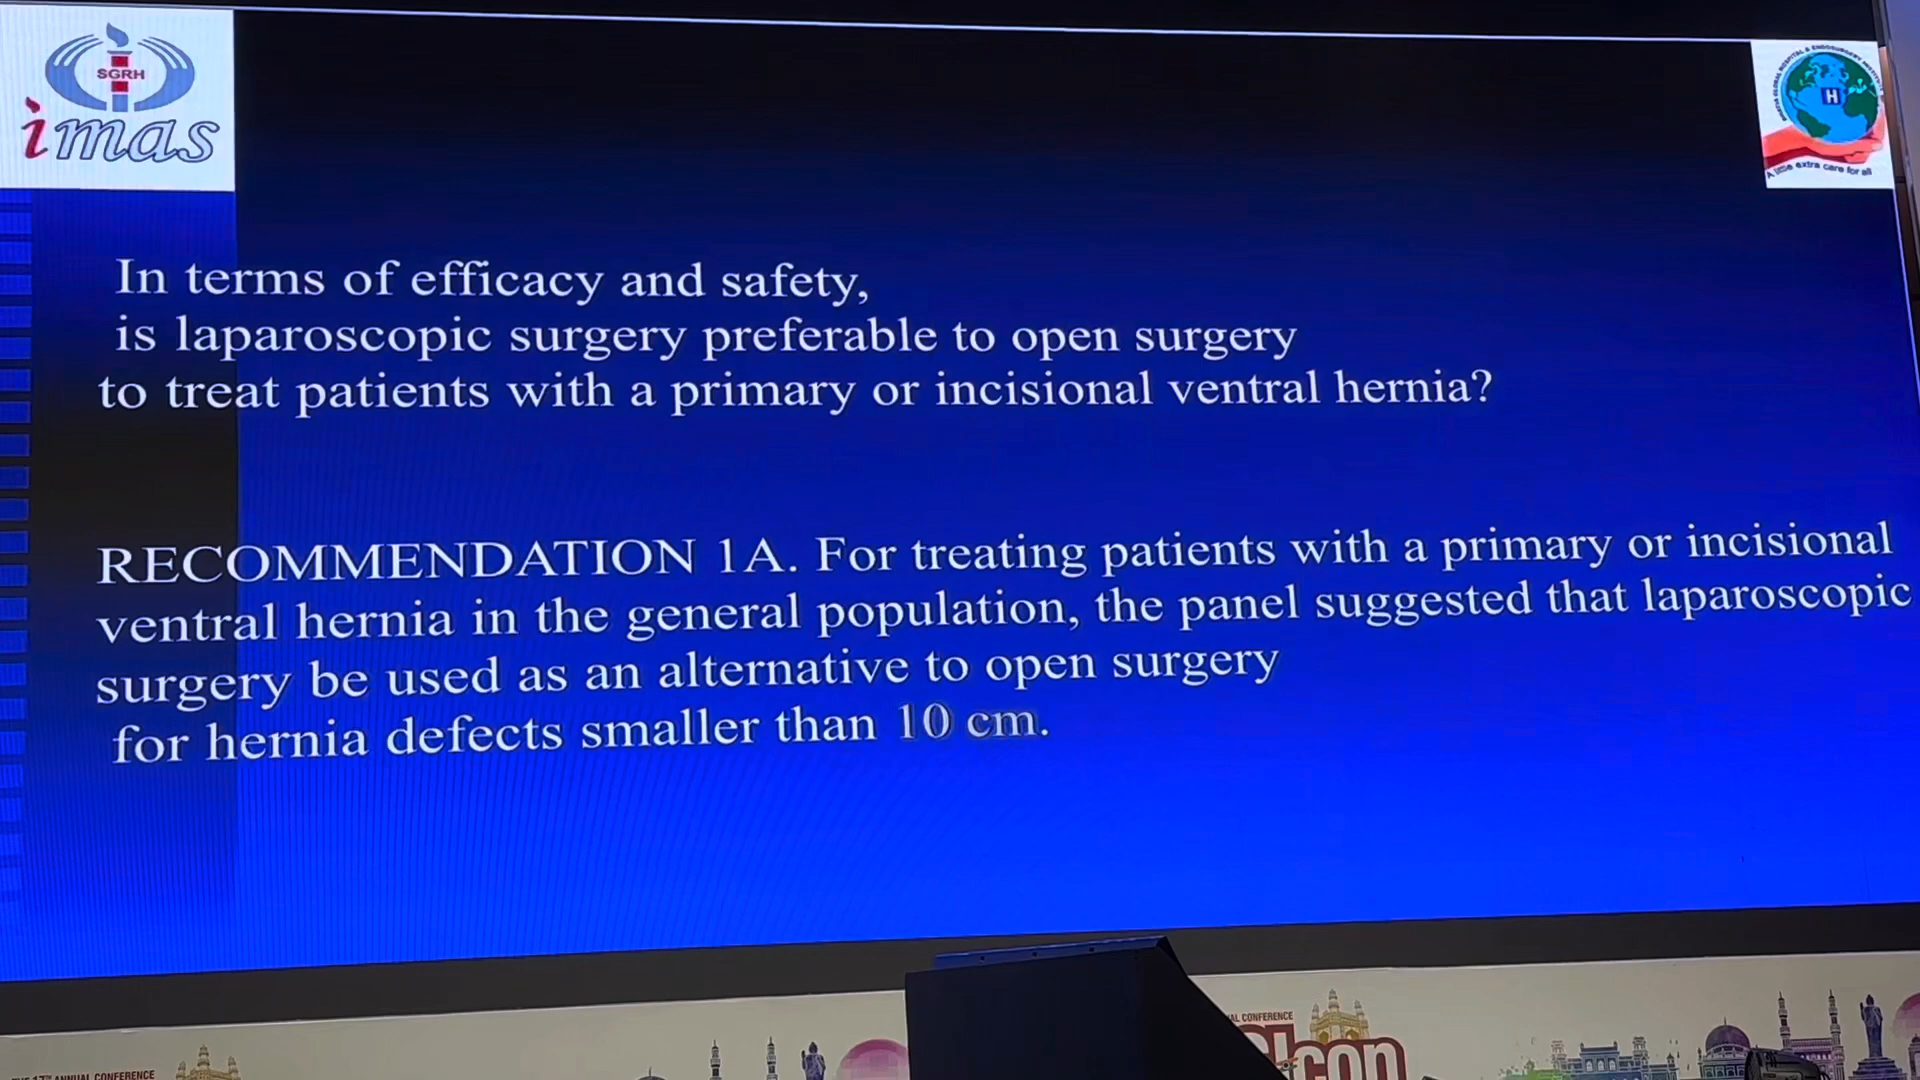 SGRH
imas
H
A little extra care for all
In terms of efficacy and safety,
is laparoscopic surgery preferable to open surgery
to treat patients with a primary or incisional ventral hernia?
RECOMMENDATION 1A. For treating patients with a primary or incisional
ventral hernia in the general population, the panel suggested that laparoscopic
surgery be used as an alternative to open surgery
for hernia defects smaller than 10 cm.
ANNUAL CONFERENCE
CONFERENCE